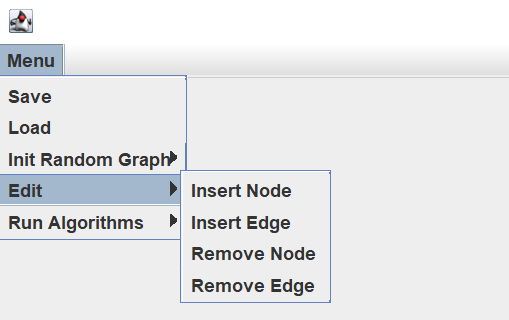 Menu
Save
Load
Init Random Graph
Edit
Insert Node
Insert Edge
Run Algorithms
Remove Node
Remove Edge